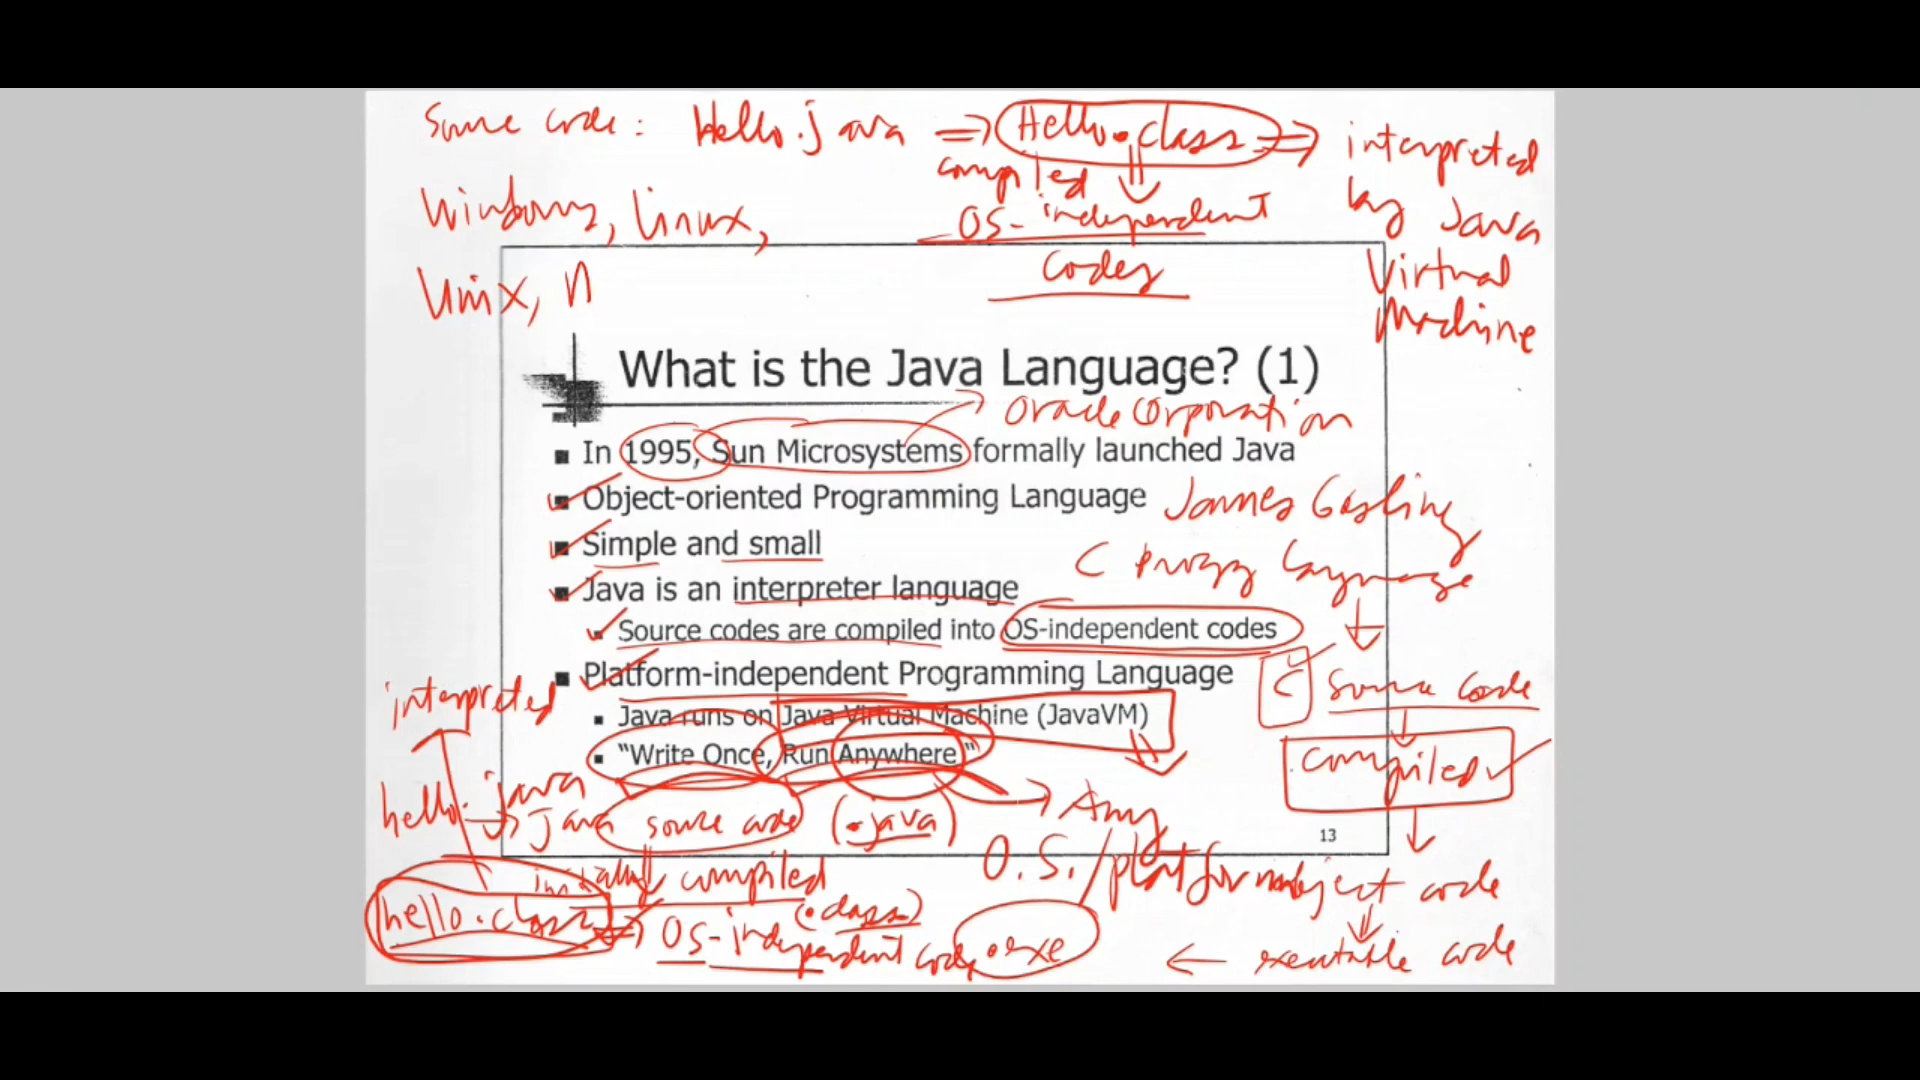 Source code: Hello.java => Hello.class => interpreted
compiled
by Java
Windows, Linux,
OS-independent
Virtual
codes
Unix, n
Machine
What is the Java Language? (1)
Oracle Corporation
■ In 1995, Sun Microsystems formally launched Java
■ Object-oriented Programming Language
James Gosling
■ Simple and small
C Progg Language
■ Java is an interpreter language
▪ Source codes are compiled into OS-independent codes
■ Platform-independent Programming Language
C source code
interpreted
▪ Java runs on Java Virtual Machine (JavaVM)
▪ "Write Once, Run Anywhere"
compiled
hello.java
→ java source code (.java)
→ Any
13
O.S./platform
object code
initially compiled
(.class)
hello.class => OS-independent code
.exe
← executable code